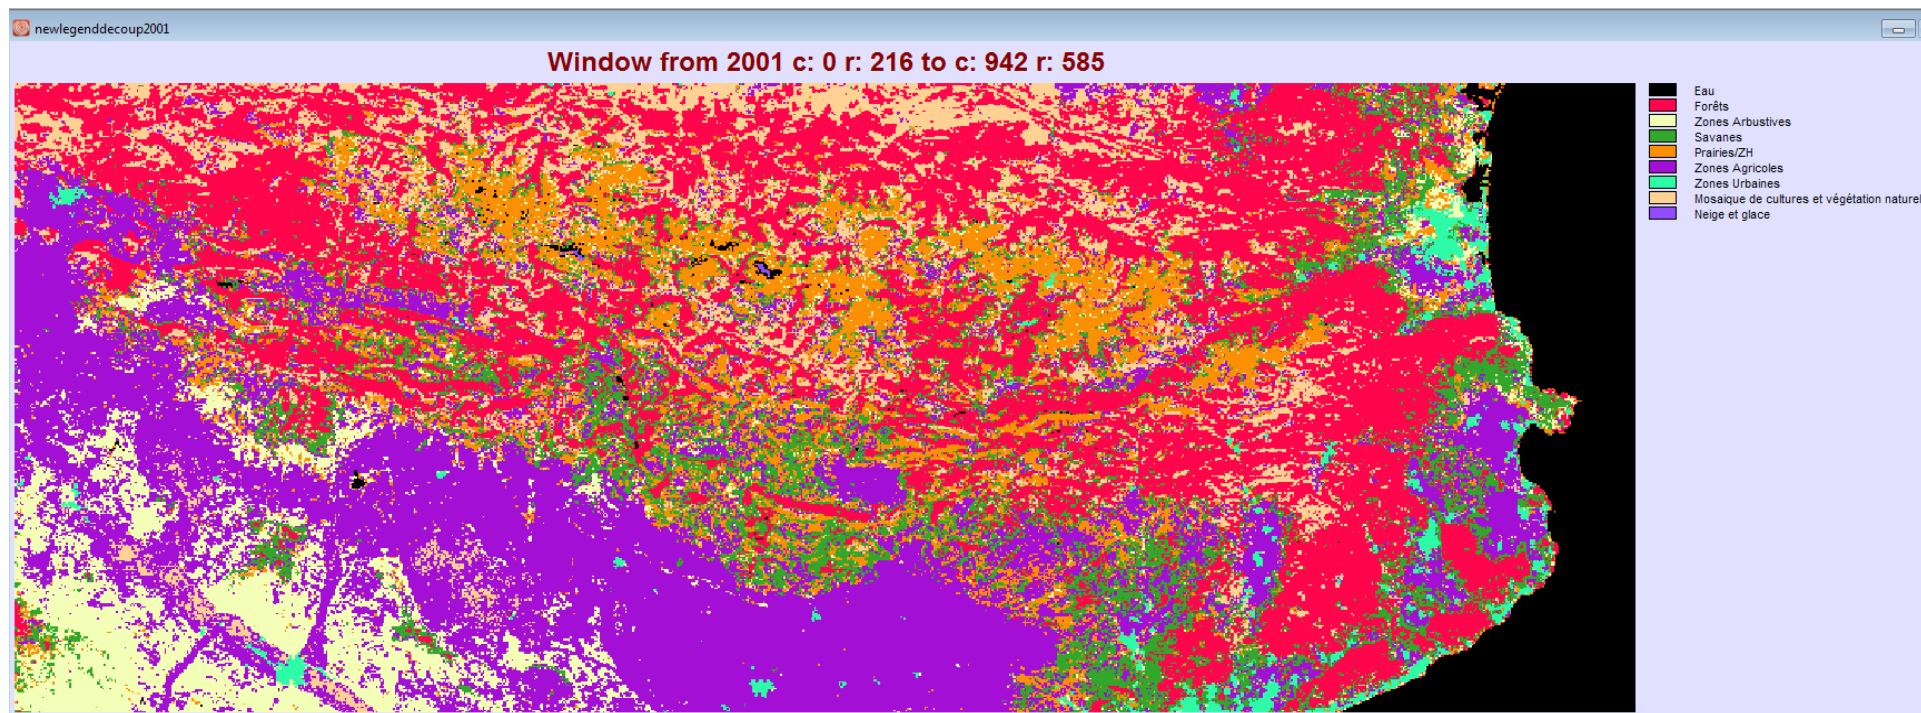 newlegenddecoup2001
Window from 2001 c: 0 r: 216 to c: 942 r: 585
Eau
Forêts
Zones Arbustives
Savanes
Prairies/ZH
Zones Agricoles
Zones Urbaines
Mosaique de cultures et végétation naturel
Neige et glace